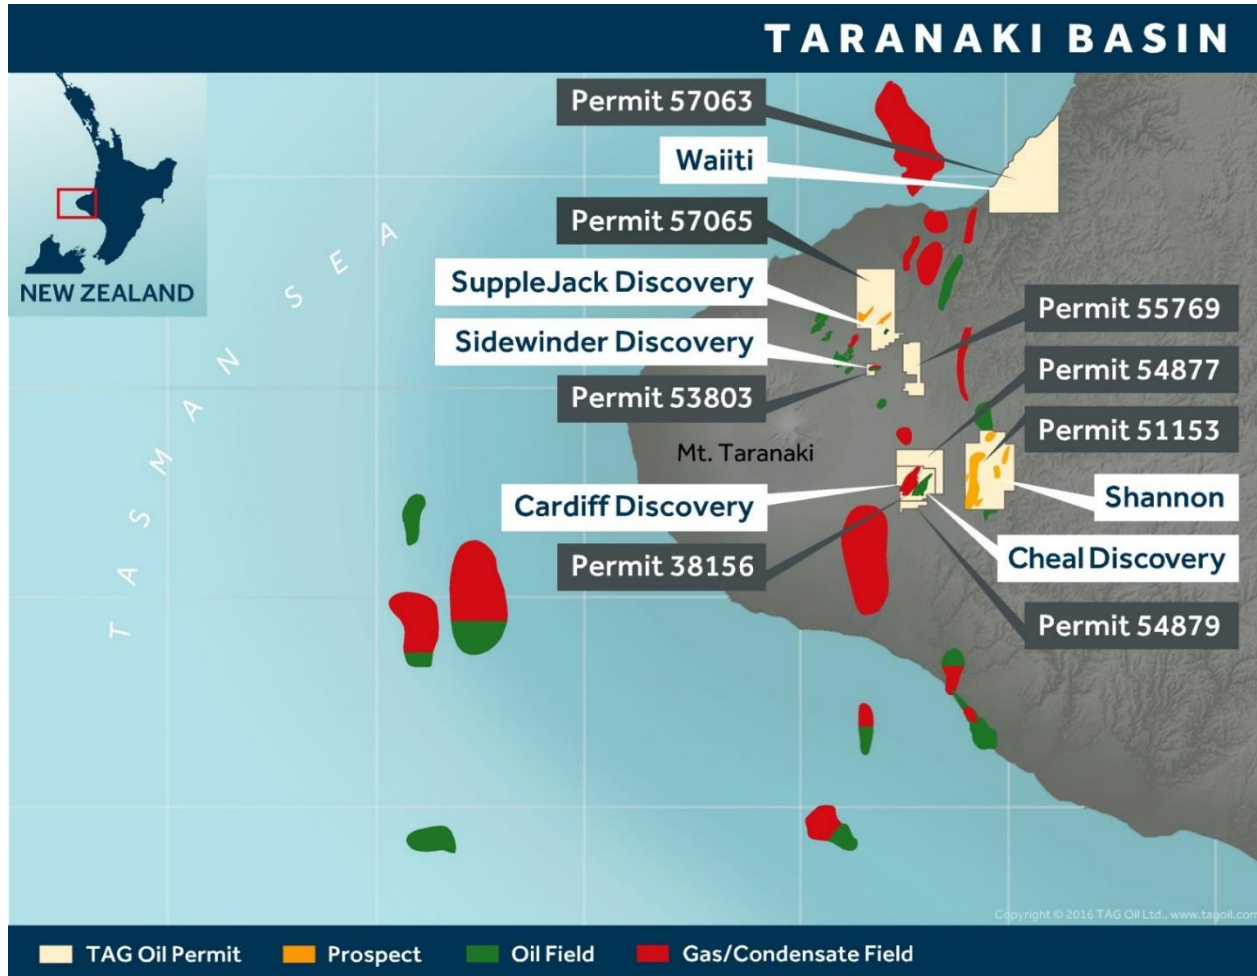 TARANAKI BASIN
NEW ZEALAND
TASMAN SEA
Permit 57063
Waiiti
Permit 57065
SuppleJack Discovery
Sidewinder Discovery
Permit 53803
Permit 55769
Permit 54877
Permit 51153
Mt. Taranaki
Shannon
Cardiff Discovery
Cheal Discovery
Permit 38156
Permit 54879
Copyright © 2016 TAG Oil Ltd., www.tagoil.com
TAG Oil Permit
Prospect
Oil Field
Gas/Condensate Field